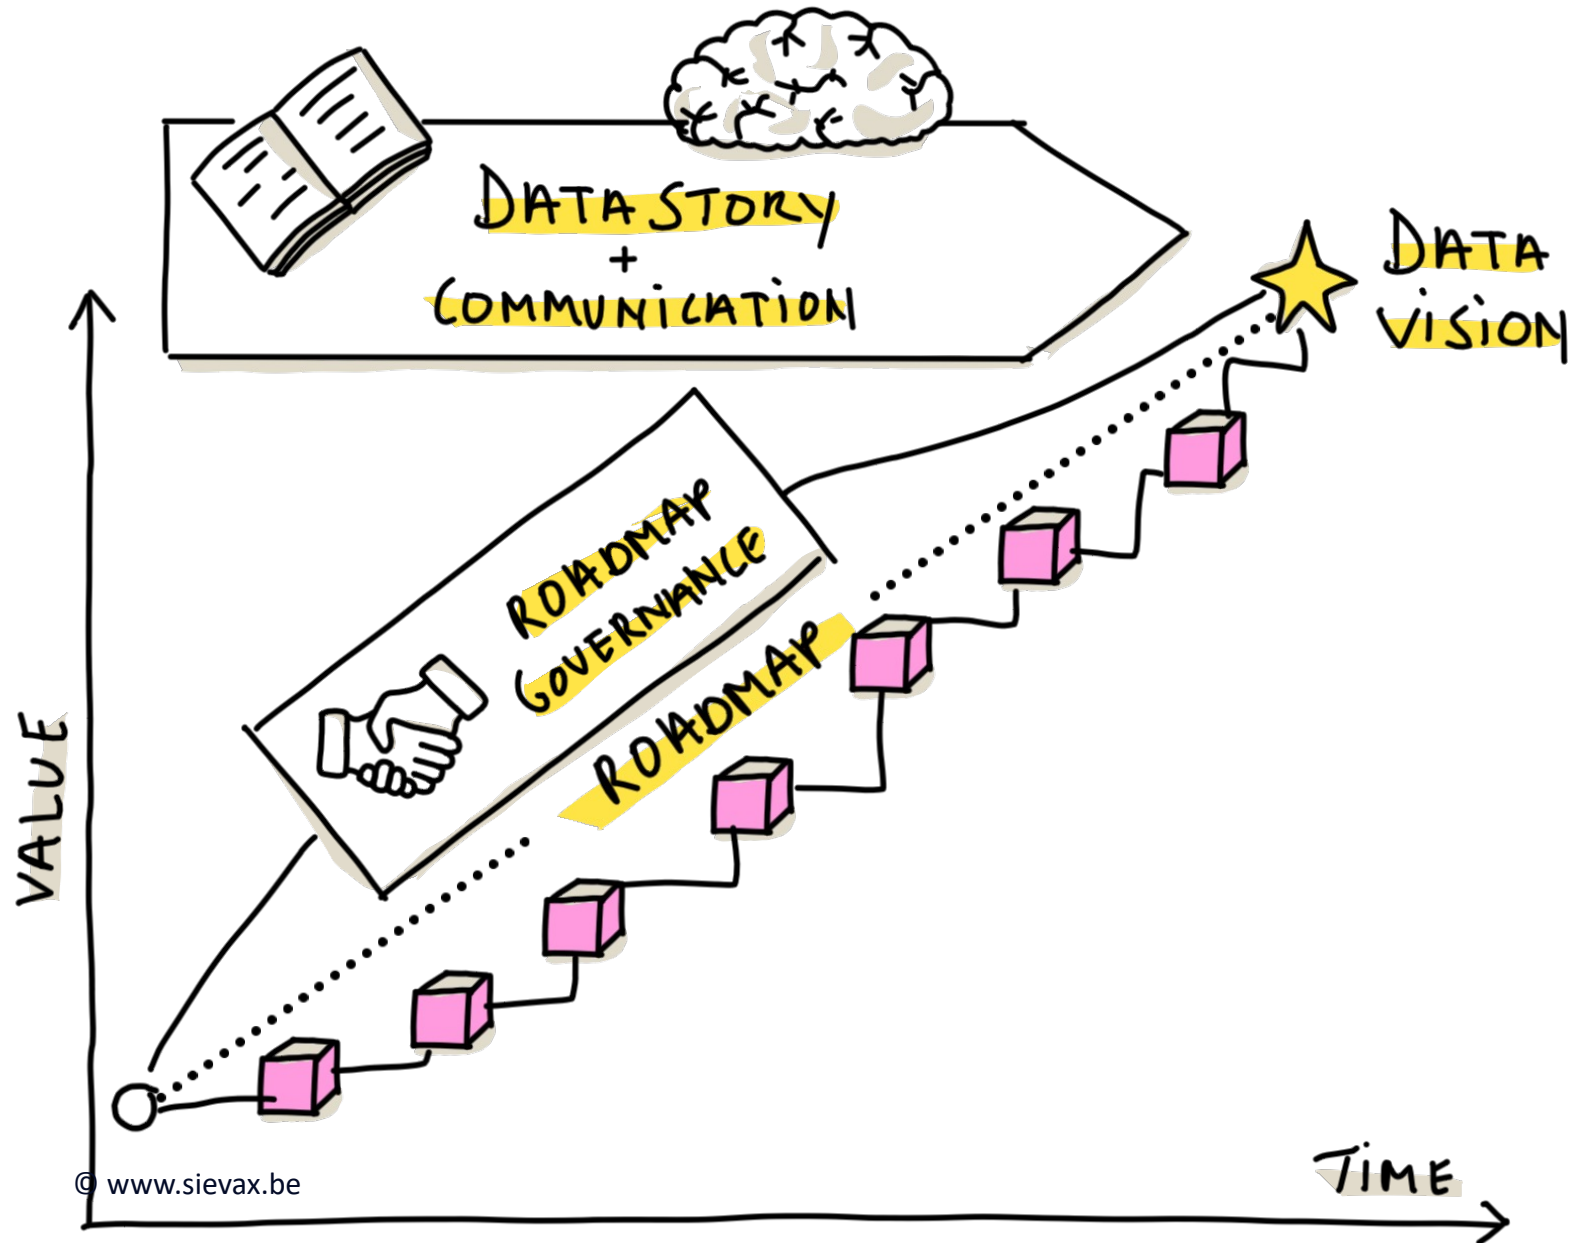 DATA STORY
+
COMMUNICATION
DATA
VISION
ROADMAP
GOVERNANCE
ROADMAP
VALUE
TIME
© www.sievax.be